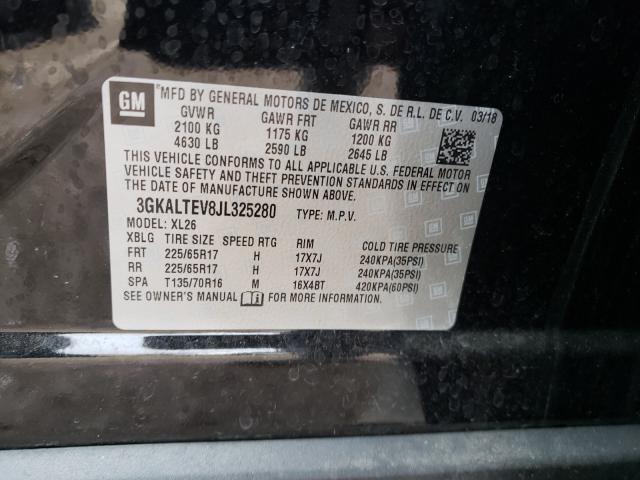 GM
®MFD BY GENERAL MOTORS DE MEXICO, S. DE R.L. DE C.V. 03/18
GVWR GAWR FRT GAWR RR
2100 KG 1175 KG 1200 KG
4630 LB 2590 LB 2645 LB
THIS VEHICLE CONFORMS TO ALL APPLICABLE U.S. FEDERAL MOTOR
VEHICLE SAFETY AND THEFT PREVENTION STANDARDS IN EFFECT ON
THE DATE OF MANUFACTURE SHOWN ABOVE.
3GKALTEV8JL325280 TYPE: M.P.V.
MODEL: XL26
XBLG TIRE SIZE SPEED RTG RIM COLD TIRE PRESSURE
FRT 225/65R17 H 17X7J 240KPA(35PSI)
RR 225/65R17 H 17X7J 240KPA(35PSI)
SPA T135/70R16 M 16X4BT 420KPA(60PSI)
SEE OWNER'S MANUAL FOR MORE INFORMATION.